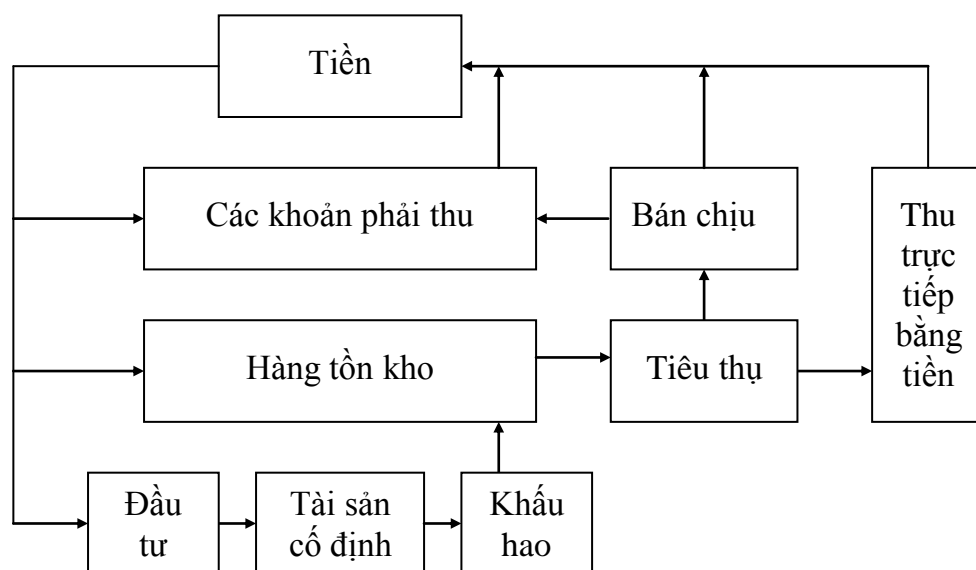 Tiền
Các khoản phải thu
Bán chịu
Thu
trực
tiếp
bằng
tiền
Hàng tồn kho
Tiêu thụ
Đầu
tư
Tài sản
cố định
Khấu
hao